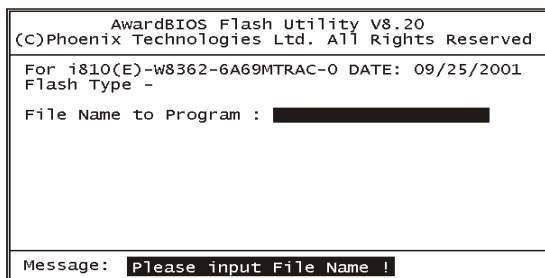 AwardBIOS Flash Utility V8.20
(C)Phoenix Technologies Ltd. All Rights Reserved
For i810(E)-W8362-6A69MTRAC-0 DATE: 09/25/2001
Flash Type -
File Name to Program :
Message: Please input File Name !